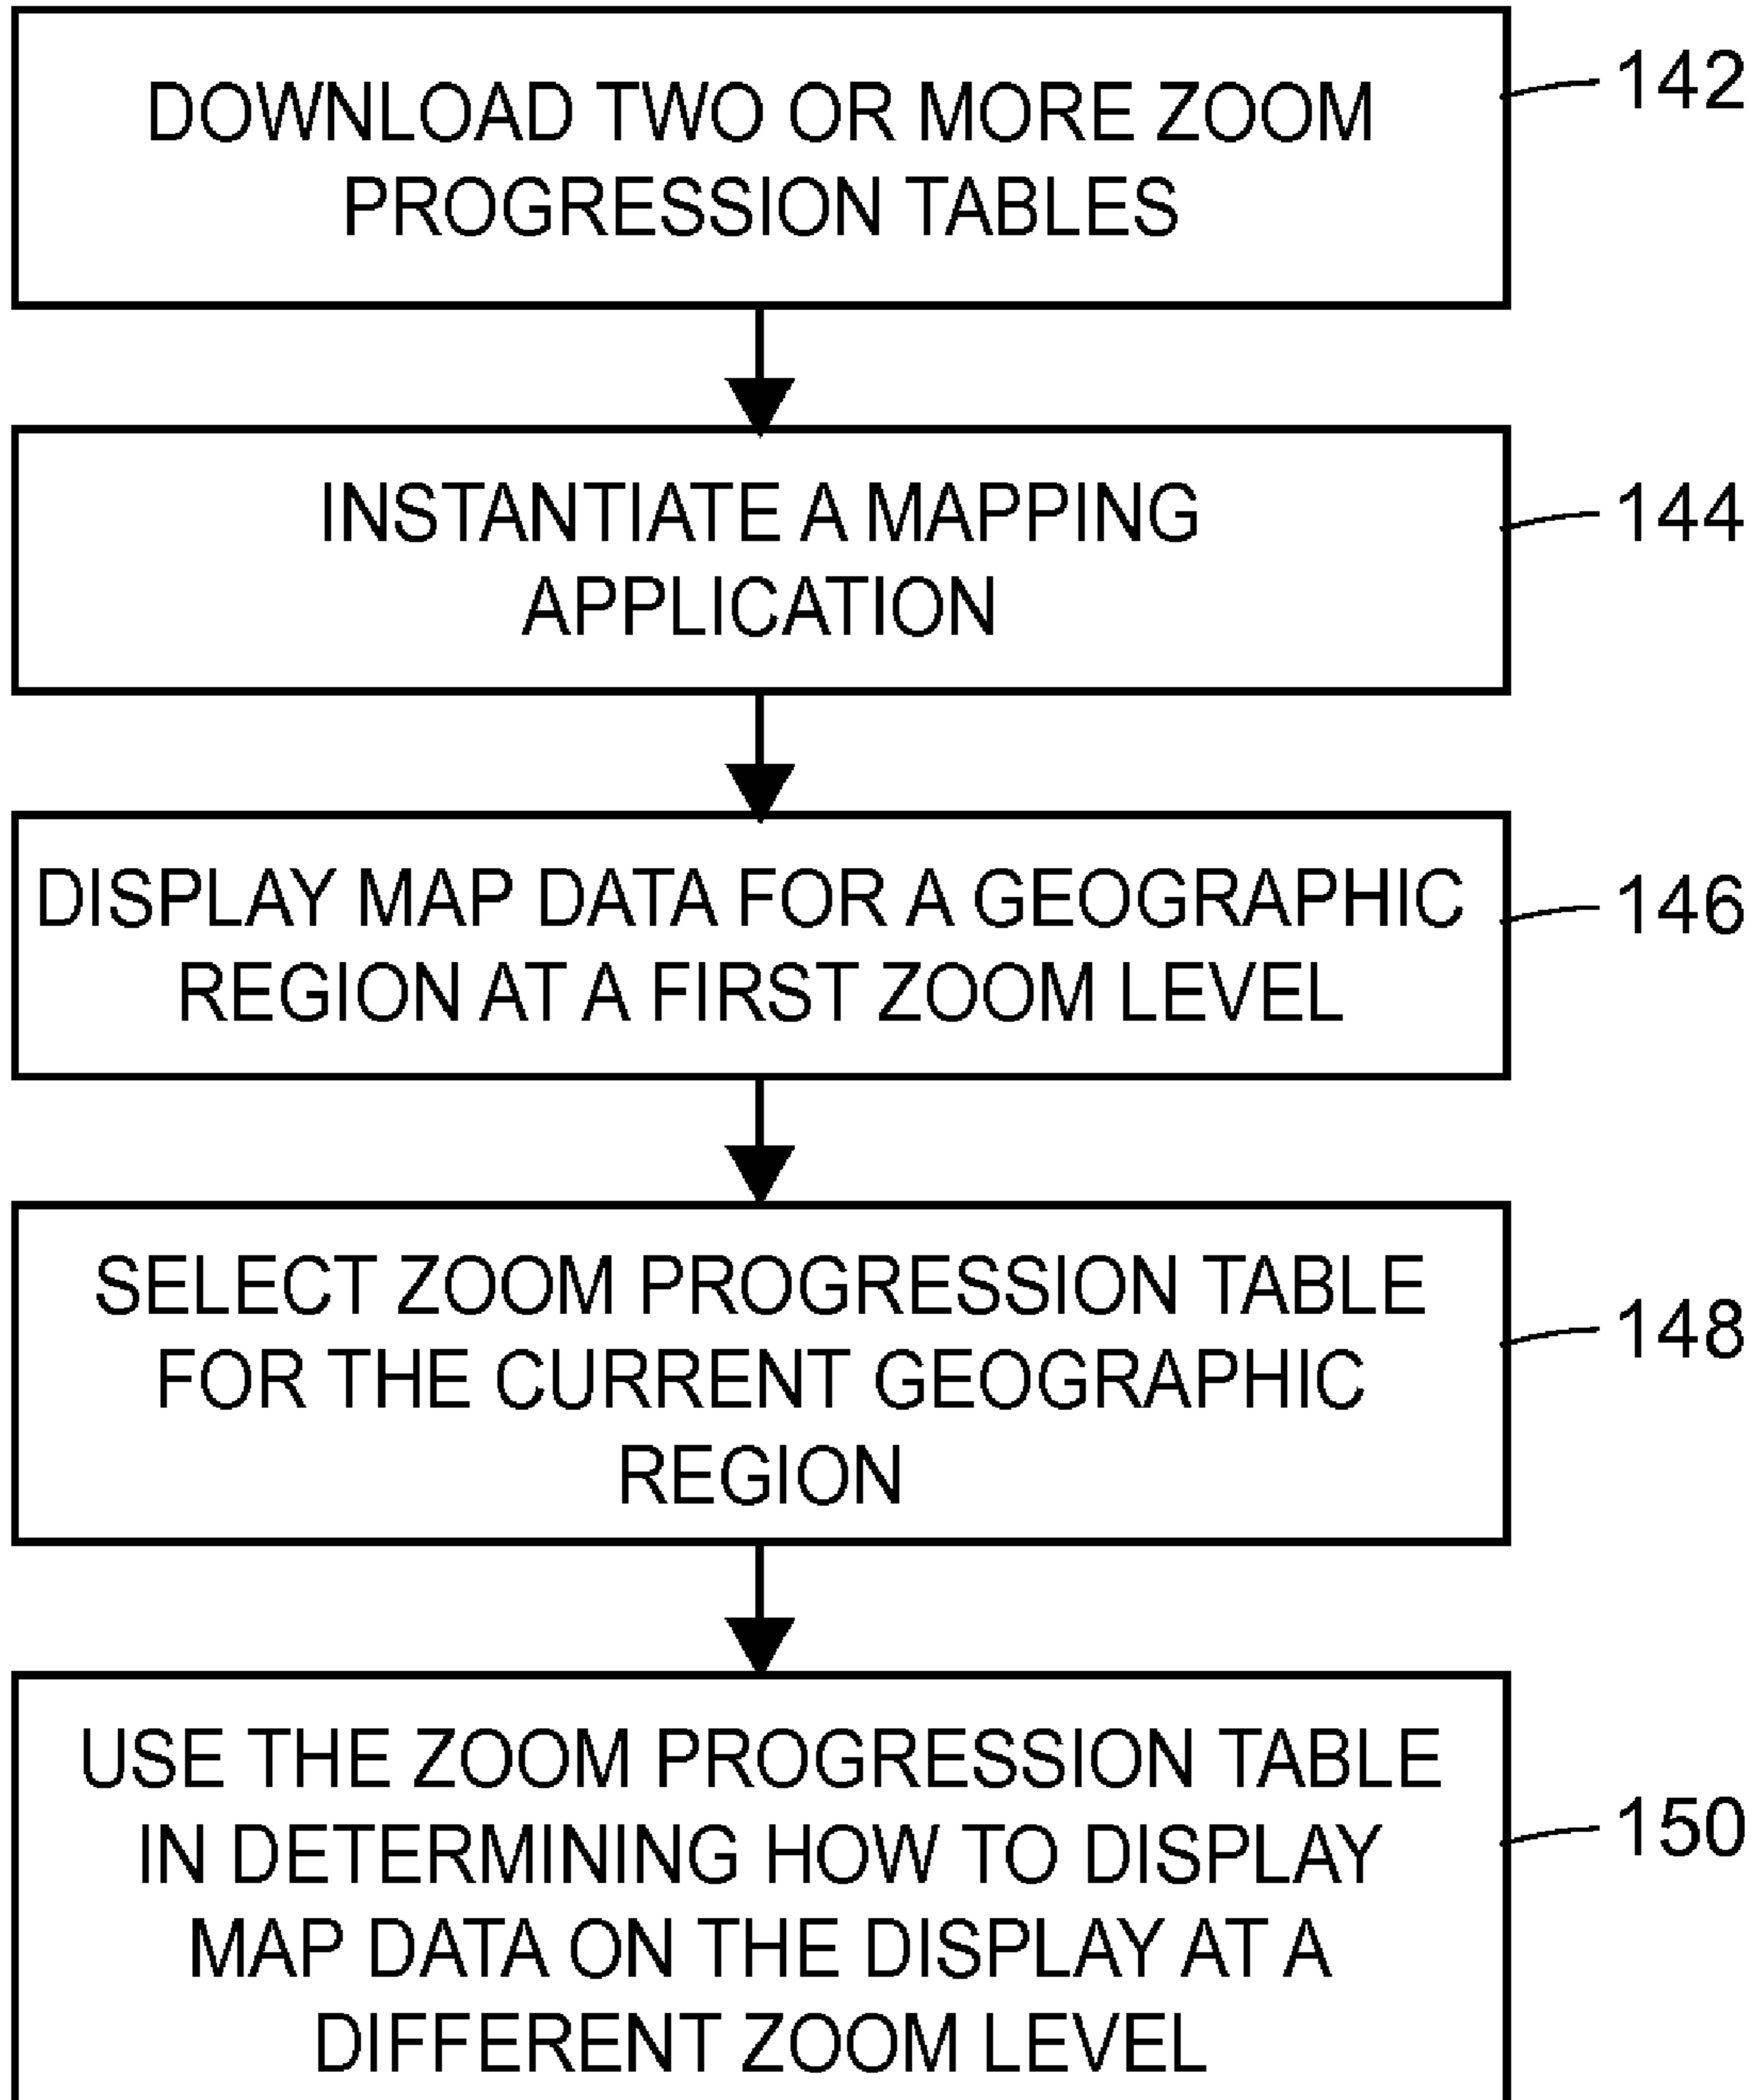 DOWNLOAD TWO OR MORE ZOOM
PROGRESSION TABLES
142
INSTANTIATE A MAPPING
APPLICATION
144
DISPLAY MAP DATA FOR A GEOGRAPHIC
REGION AT A FIRST ZOOM LEVEL
146
SELECT ZOOM PROGRESSION TABLE
FOR THE CURRENT GEOGRAPHIC
REGION
148
USE THE ZOOM PROGRESSION TABLE
IN DETERMINING HOW TO DISPLAY
MAP DATA ON THE DISPLAY AT A
DIFFERENT ZOOM LEVEL
150